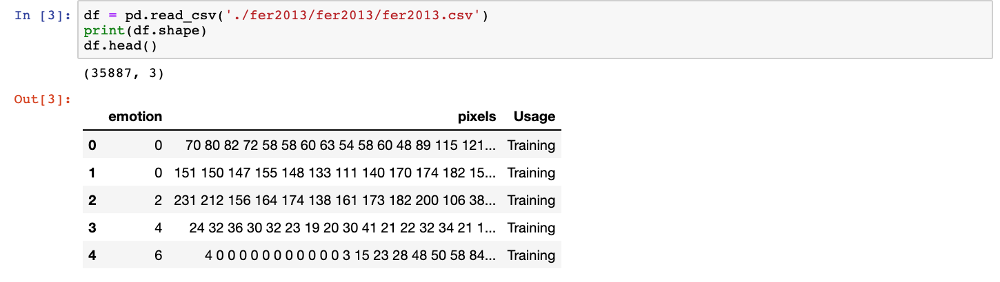 In [3]: df = pd.read_csv('./fer2013/fer2013/fer2013.csv')
print(df.shape)
df.head()
(35887, 3)
Out[3]:
emotion pixels Usage
0 0 70 80 82 72 58 58 60 63 54 58 60 48 89 115 121... Training
1 0 151 150 147 155 148 133 111 140 170 174 182 15... Training
2 2 231 212 156 164 174 138 161 173 182 200 106 38... Training
3 4 24 32 36 30 32 23 19 20 30 41 21 22 32 34 21 1... Training
4 6 4 0 0 0 0 0 0 0 0 0 0 0 3 15 23 28 48 50 58 84... Training